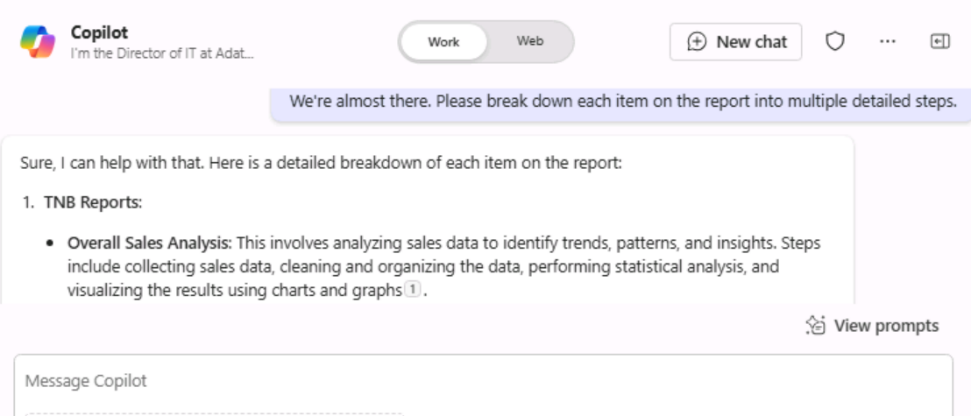 Copilot
I'm the Director of IT at Adat...
Work
Web
New chat
We're almost there. Please break down each item on the report into multiple detailed steps.
Sure, I can help with that. Here is a detailed breakdown of each item on the report:
1. TNB Reports:
• Overall Sales Analysis: This involves analyzing sales data to identify trends, patterns, and insights. Steps
include collecting sales data, cleaning and organizing the data, performing statistical analysis, and
visualizing the results using charts and graphs 1 .
View prompts
Message Copilot